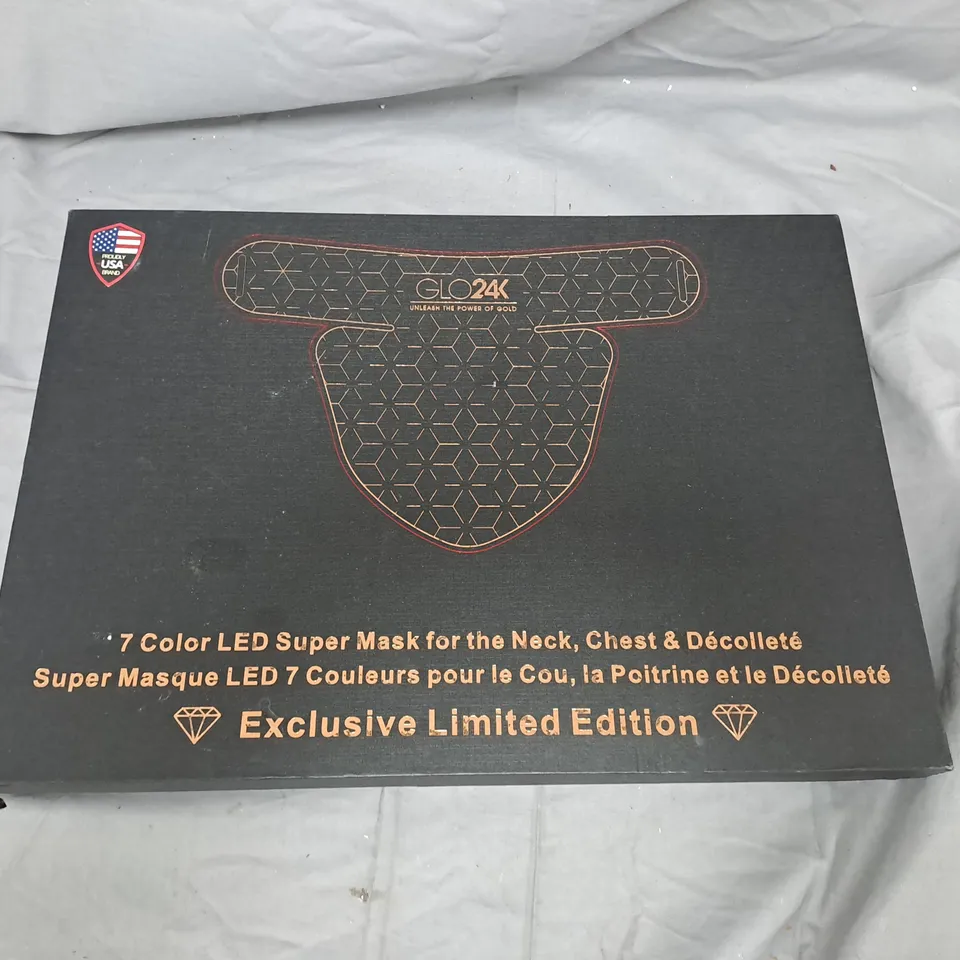 PROUDLY
USA
BRAND
GLO24K
UNLEASH THE POWER OF GOLD
7 Color LED Super Mask for the Neck, Chest & Décolleté
Super Masque LED 7 Couleurs pour le Cou, la Poitrine et le Décolleté
Exclusive Limited Edition